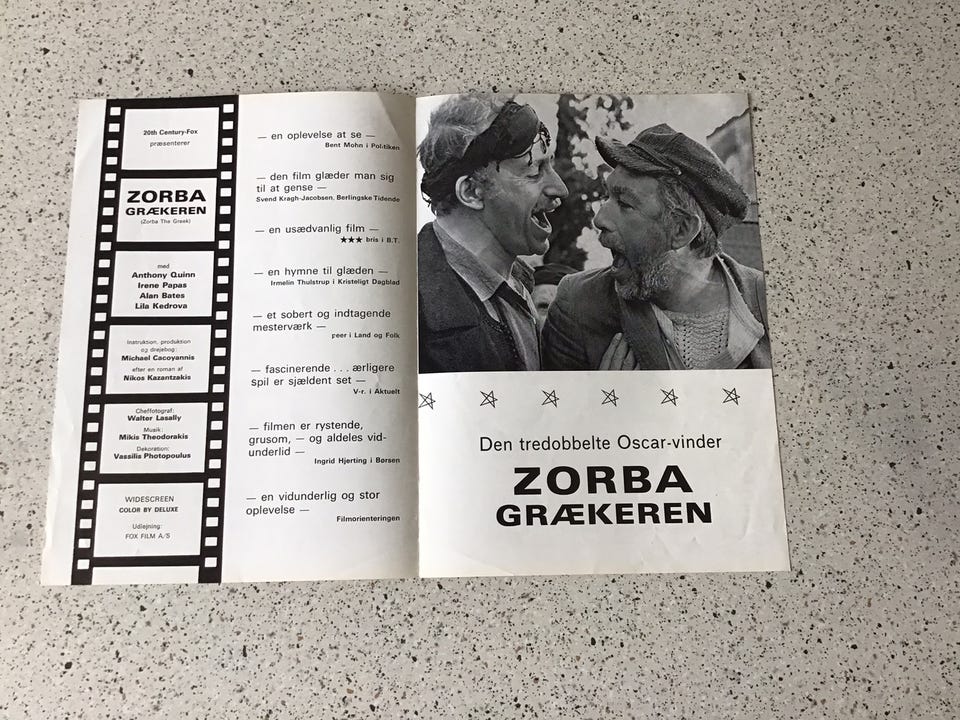 20th Century-Fox
præsenterer
ZORBA
GRÆKEREN
(Zorba The Greek)
med
Anthony Quinn
Irene Papas
Alan Bates
Lila Kedrova
Instruktion, produktion
og drejebog:
Michael Cacoyannis
efter en roman af
Nikos Kazantzakis
Cheffotograf:
Walter Lasally
Musik:
Mikis Theodorakis
Dekoration:
Vassilis Photopoulus
WIDESCREEN
COLOR BY DELUXE
Udlejning:
FOX FILM A/S
— en oplevelse at se —
Bent Mohn i Politiken
— den film glæder man sig
til at gense —
Svend Kragh-Jacobsen, Berlingske Tidende
— en usædvanlig film —
★★★ bris i B.T.
— en hymne til glæden —
Irmelin Thulstrup i Kristeligt Dagblad
— et sobert og indtagende
mesterværk —
peer i Land og Folk
— fascinerende . . . ærligere
spil er sjældent set —
V-r. i Aktuelt
— filmen er rystende,
grusom, — og aldeles vid-
underlid —
Ingrid Hjerting i Børsen
— en vidunderlig og stor
oplevelse —
Filmorienteringen
Den tredobbelte Oscar-vinder
ZORBA
GRÆKEREN